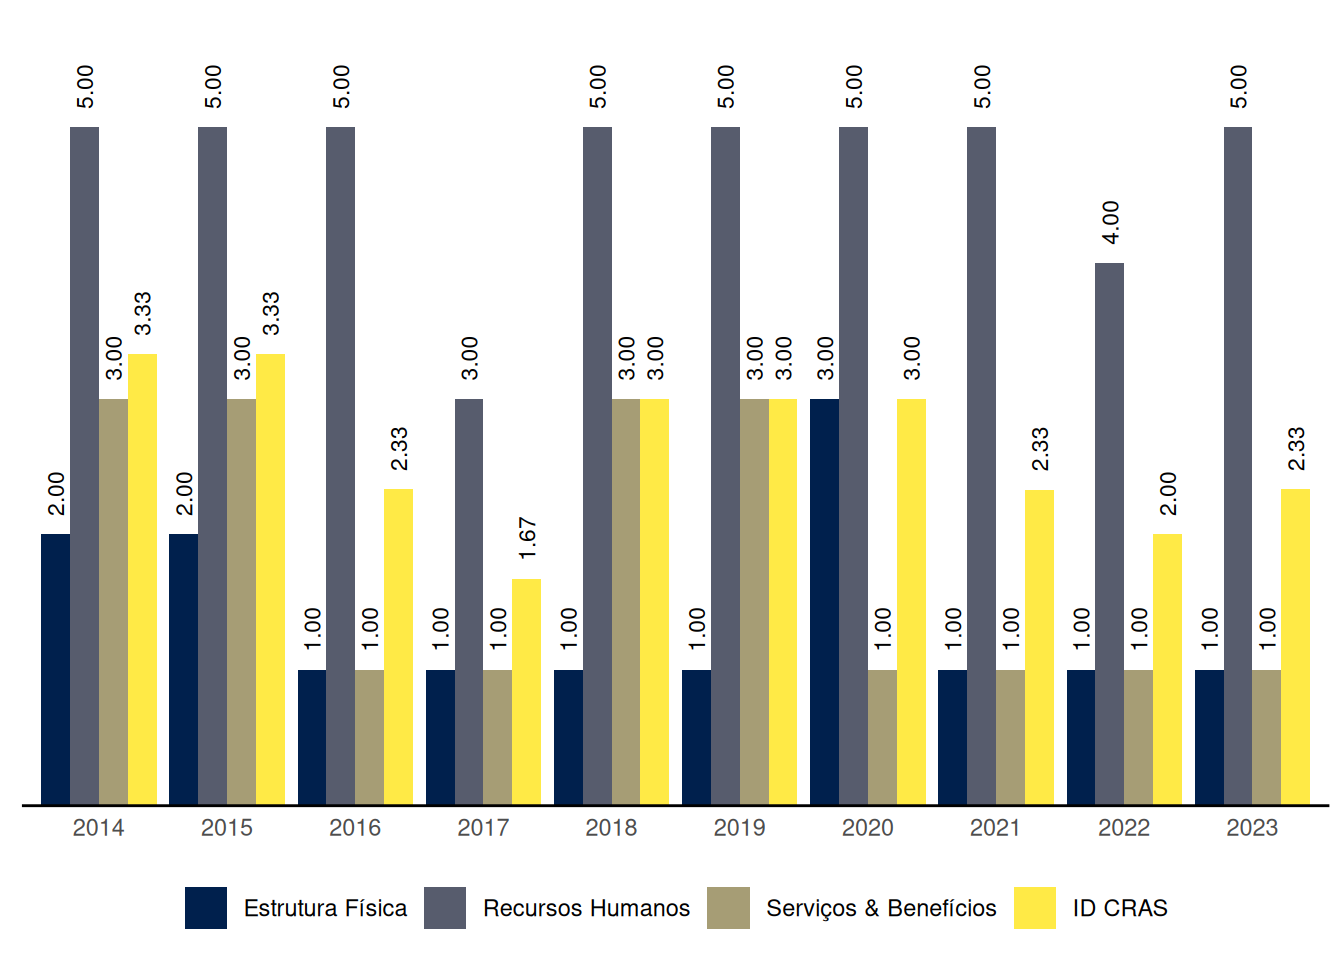 5.00 5.00 5.00 5.00 5.00 5.00 5.00 5.00
4.00
3.33 3.33
3.00 3.00 3.00 3.00 3.00 3.00 3.00 3.00 3.00
2.33 2.33 2.33
2.00 2.00 2.00
1.67
1.00 1.00 1.00 1.00 1.00 1.00 1.00 1.00 1.00 1.00 1.00 1.00 1.00
2014 2015 2016 2017 2018 2019 2020 2021 2022 2023
Estrutura Física Recursos Humanos Serviços & Benefícios ID CRAS